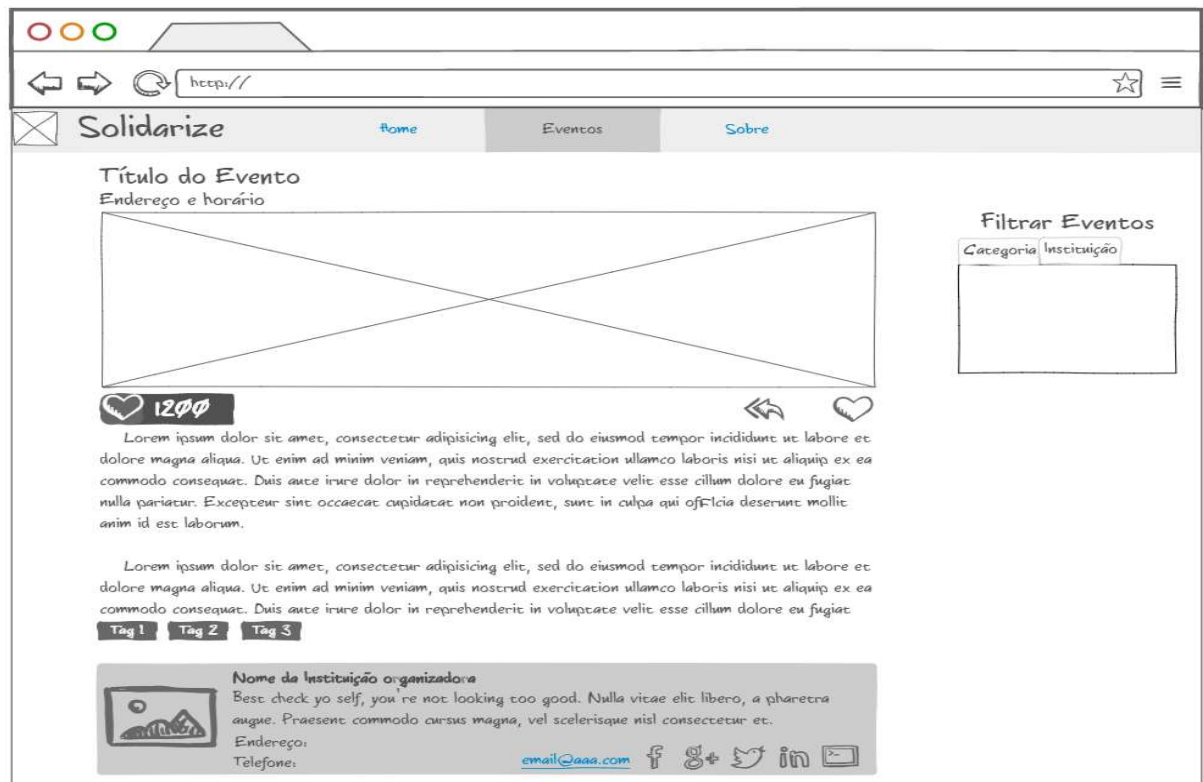 http://
Solidarize Home Eventos Sobre
Título do Evento
Endereço e horário
Filtrar Eventos
Categoria Instituição
1200
Lorem ipsum dolor sit amet, consectetur adipisicing elit, sed do eiusmod tempor incididunt ut labore et
dolore magna aliqua. Ut enim ad minim veniam, quis nostrud exercitation ullamco laboris nisi ut aliquip ex ea
commodo consequat. Duis aute irure dolor in reprehenderit in voluptate velit esse cillum dolore eu fugiat
nulla pariatur. Excepteur sint occaecat cupidatat non proident, sunt in culpa qui officia deserunt mollit
anim id est laborum.
Lorem ipsum dolor sit amet, consectetur adipisicing elit, sed do eiusmod tempor incididunt ut labore et
dolore magna aliqua. Ut enim ad minim veniam, quis nostrud exercitation ullamco laboris nisi ut aliquip ex ea
commodo consequat. Duis aute irure dolor in reprehenderit in voluptate velit esse cillum dolore eu fugiat
Tag 1 Tag 2 Tag 3
Nome da Instituição organizadora
Best check yo self, you're not looking too good. Nulla vitae elit libero, a pharetra
augue. Praesent commodo cursus magna, vel scelerisque nisl consectetur et.
Endereço:
Telefone: email@aaa.com f g+ in